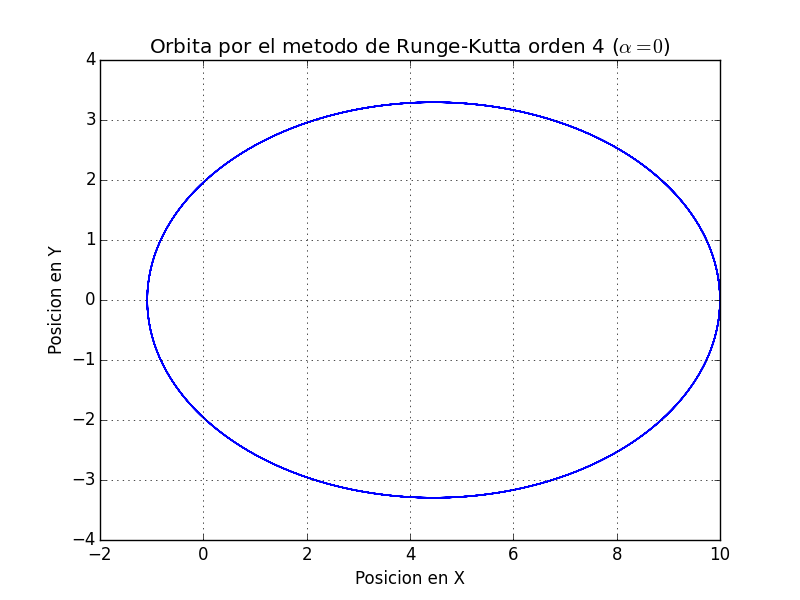 Orbita por el metodo de Runge-Kutta orden 4 (α = 0)
4
3
2
1
0
−1
−2
−3
−4
−2 0 2 4 6 8 10
Posicion en Y
Posicion en X